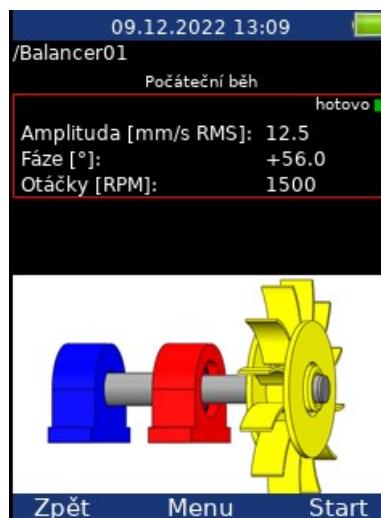 09.12.2022 13:09
/Balancer01
Počáteční běh
hotovo
Amplituda [mm/s RMS]: 12.5
Fáze [°]: +56.0
Otáčky [RPM]: 1500
Zpět Menu Start